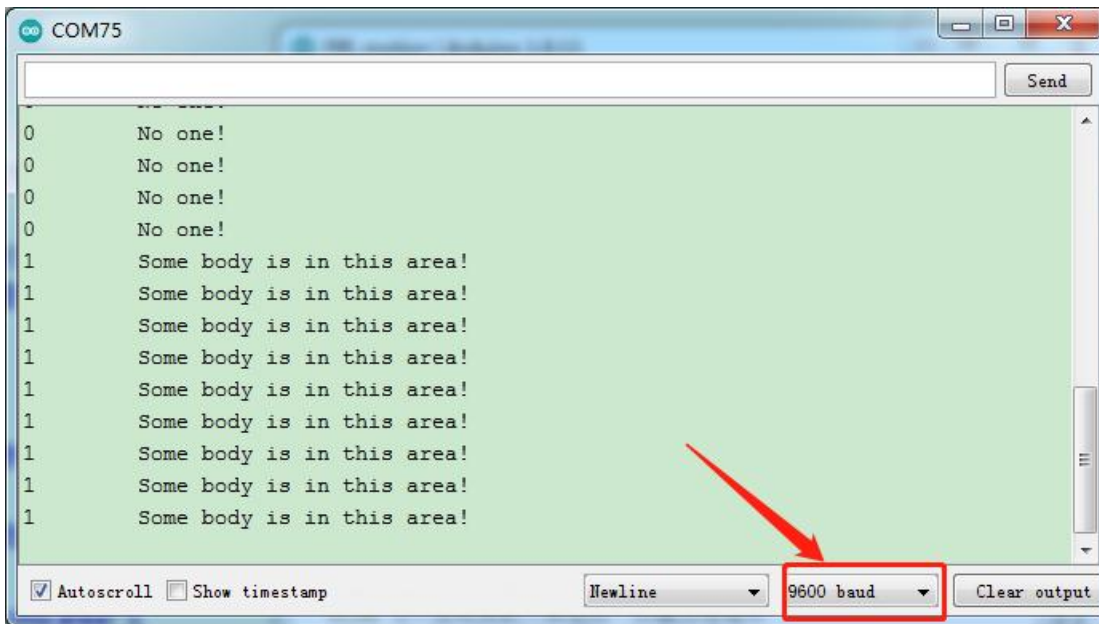 COM75
Send
0 No one!
0 No one!
0 No one!
0 No one!
1 Some body is in this area!
1 Some body is in this area!
1 Some body is in this area!
1 Some body is in this area!
1 Some body is in this area!
1 Some body is in this area!
1 Some body is in this area!
1 Some body is in this area!
1 Some body is in this area!
Autoscroll Show timestamp Newline 9600 baud Clear output